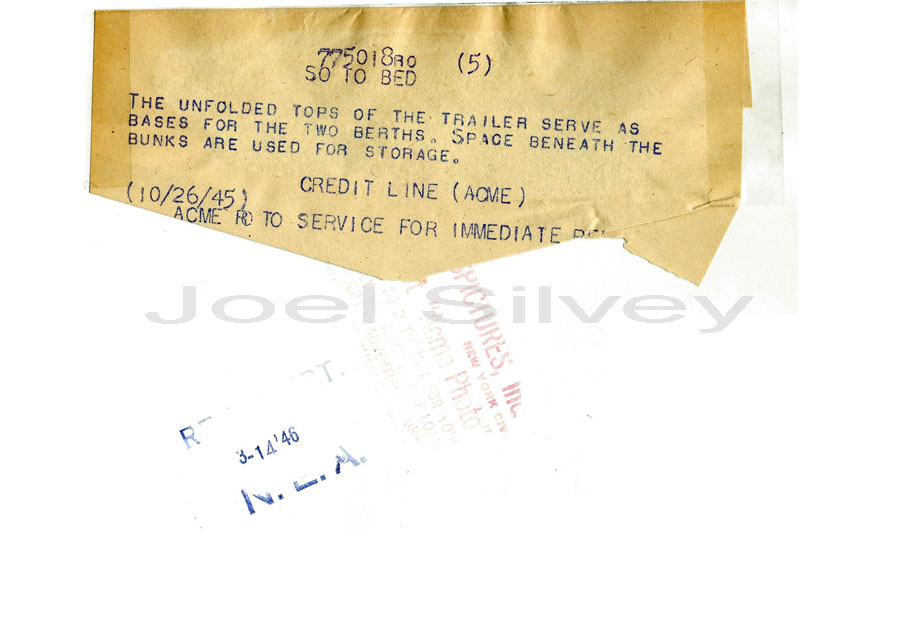 775018RO (5)
SO TO BED
THE UNFOLDED TOPS OF THE TRAILER SERVE AS
BASES FOR THE TWO BERTHS. SPACE BENEATH THE
BUNKS ARE USED FOR STORAGE.
CREDIT LINE (ACME)
(10/26/45)
ACME RO TO SERVICE FOR IMMEDIATE
Joel Silvey
PICTURES, INC
NEW YORK
"Acme Photo"
3-14'46
N.E.A.